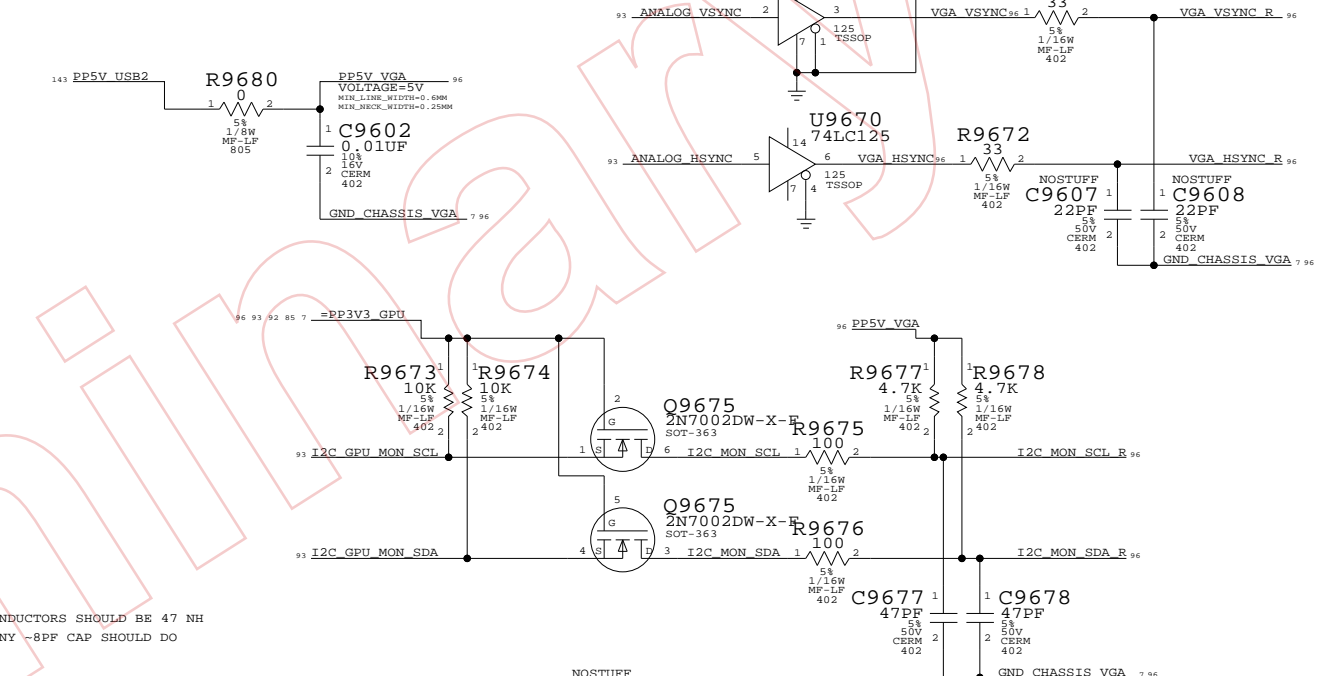 93 ANALOG_VSYNC 2 3 VGA_VSYNC 96 1 33 2 VGA_VSYNC_R 96
7 1 125 TSSOP
5%
1/16W
MF-LF
402
143 PP5V_USB2
R9680
0
1 2
5%
1/8W
MF-LF
805
PP5V_VGA 96
VOLTAGE=5V
MIN_LINE_WIDTH=0.6MM
MIN_NECK_WIDTH=0.25MM
1 C9602
0.01UF
10%
16V
2 CERM
402
GND_CHASSIS_VGA 7 96
U9670
74LC125
14
93 ANALOG_HSYNC 5 6 VGA_HSYNC 96
7 4 125
TSSOP
R9672
33
1 2
5%
1/16W
MF-LF
402
VGA_HSYNC_R 96
NOSTUFF
C9607 1
22PF
5%
50V
CERM 2
402
NOSTUFF
1 C9608
22PF
5%
50V
2 CERM
402
GND_CHASSIS_VGA 7 96
96 93 92 85 7 =PP3V3_GPU
R9673 1
10K
5%
1/16W
MF-LF
402 2
1 R9674
10K
5%
1/16W
MF-LF
2 402
93 I2C_GPU_MON_SCL
2
G
1 S D 6
Q9675
2N7002DW-X-F
SOT-363
I2C_MON_SCL
R9675
100
1 2
5%
1/16W
MF-LF
402
96 PP5V_VGA
R9677 1
4.7K
5%
1/16W
MF-LF
402 2
1 R9678
4.7K
5%
1/16W
MF-LF
2 402
I2C_MON_SCL_R 96
93 I2C_GPU_MON_SDA
5
G
4 S D 3
Q9675
2N7002DW-X-F
SOT-363
I2C_MON_SDA
R9676
100
1 2
5%
1/16W
MF-LF
402
I2C_MON_SDA_R 96
C9677 1
47PF
5%
50V
CERM 2
402
1 C9678
47PF
5%
50V
2 CERM
402
GND_CHASSIS_VGA 7 96
NDUCTORS SHOULD BE 47 NH
NY ~8PF CAP SHOULD DO
NOSTUFF
minary